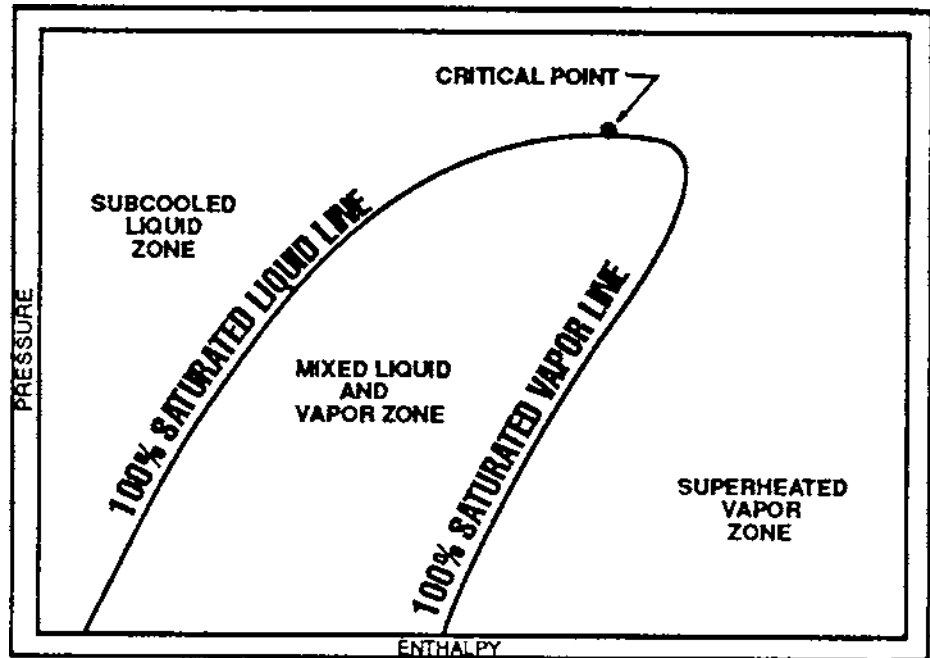 CRITICAL POINT
SUBCOOLED
LIQUID
ZONE
100% SATURATED LIQUID LINE
PRESSURE
MIXED LIQUID
AND
VAPOR ZONE
100% SATURATED VAPOR LINE
SUPERHEATED
VAPOR
ZONE
ENTHALPY